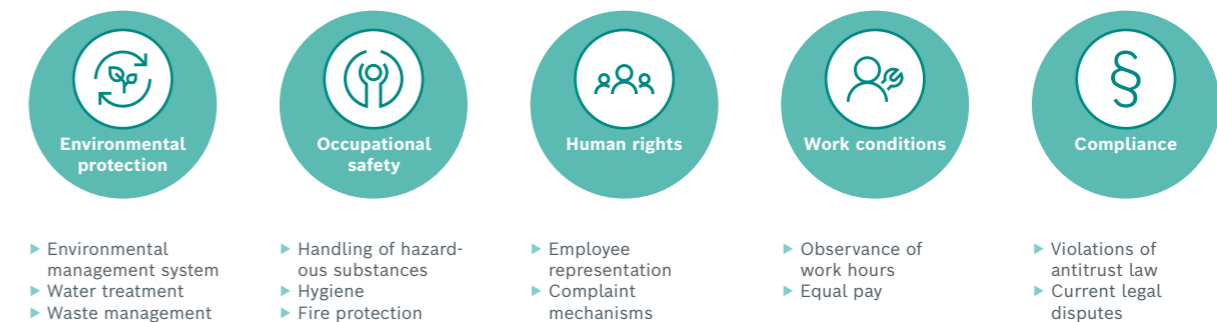 Environmental
protection
Occupational
safety
Human rights
Work conditions
§
Compliance
▶ Environmental
management system
▶ Water treatment
▶ Waste management
▶ Handling of hazard-
ous substances
▶ Hygiene
▶ Fire protection
▶ Employee
representation
▶ Complaint
mechanisms
▶ Observance of
work hours
▶ Equal pay
▶ Violations of
antitrust law
▶ Current legal
disputes